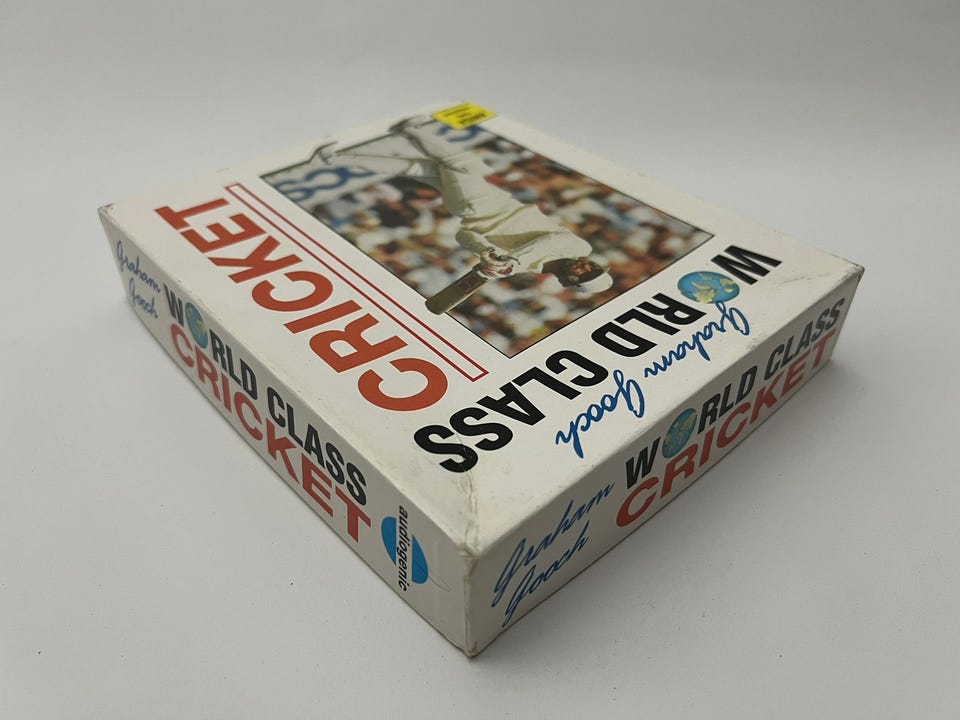 Graham Gooch
WORLD CLASS
CRICKET
Graham
Gooch
WORLD CLASS
CRICKET
audiogenic
Graham
Gooch
WORLD CLASS
CRICKET